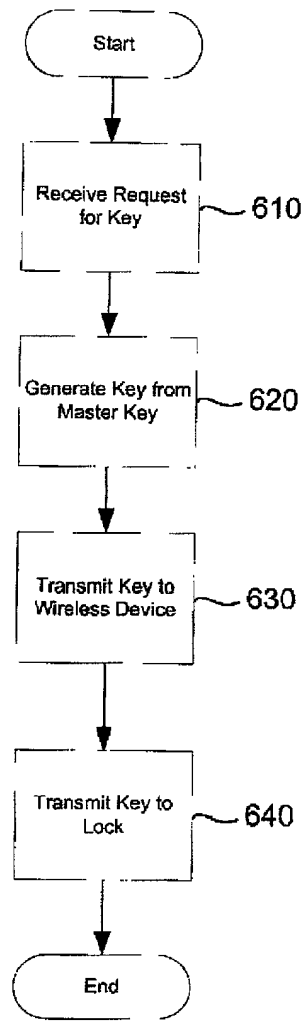 Start
Receive Request
for Key
610
Generate Key from
Master Key
620
Transmit Key to
Wireless Device
630
Transmit Key to
Lock
640
End